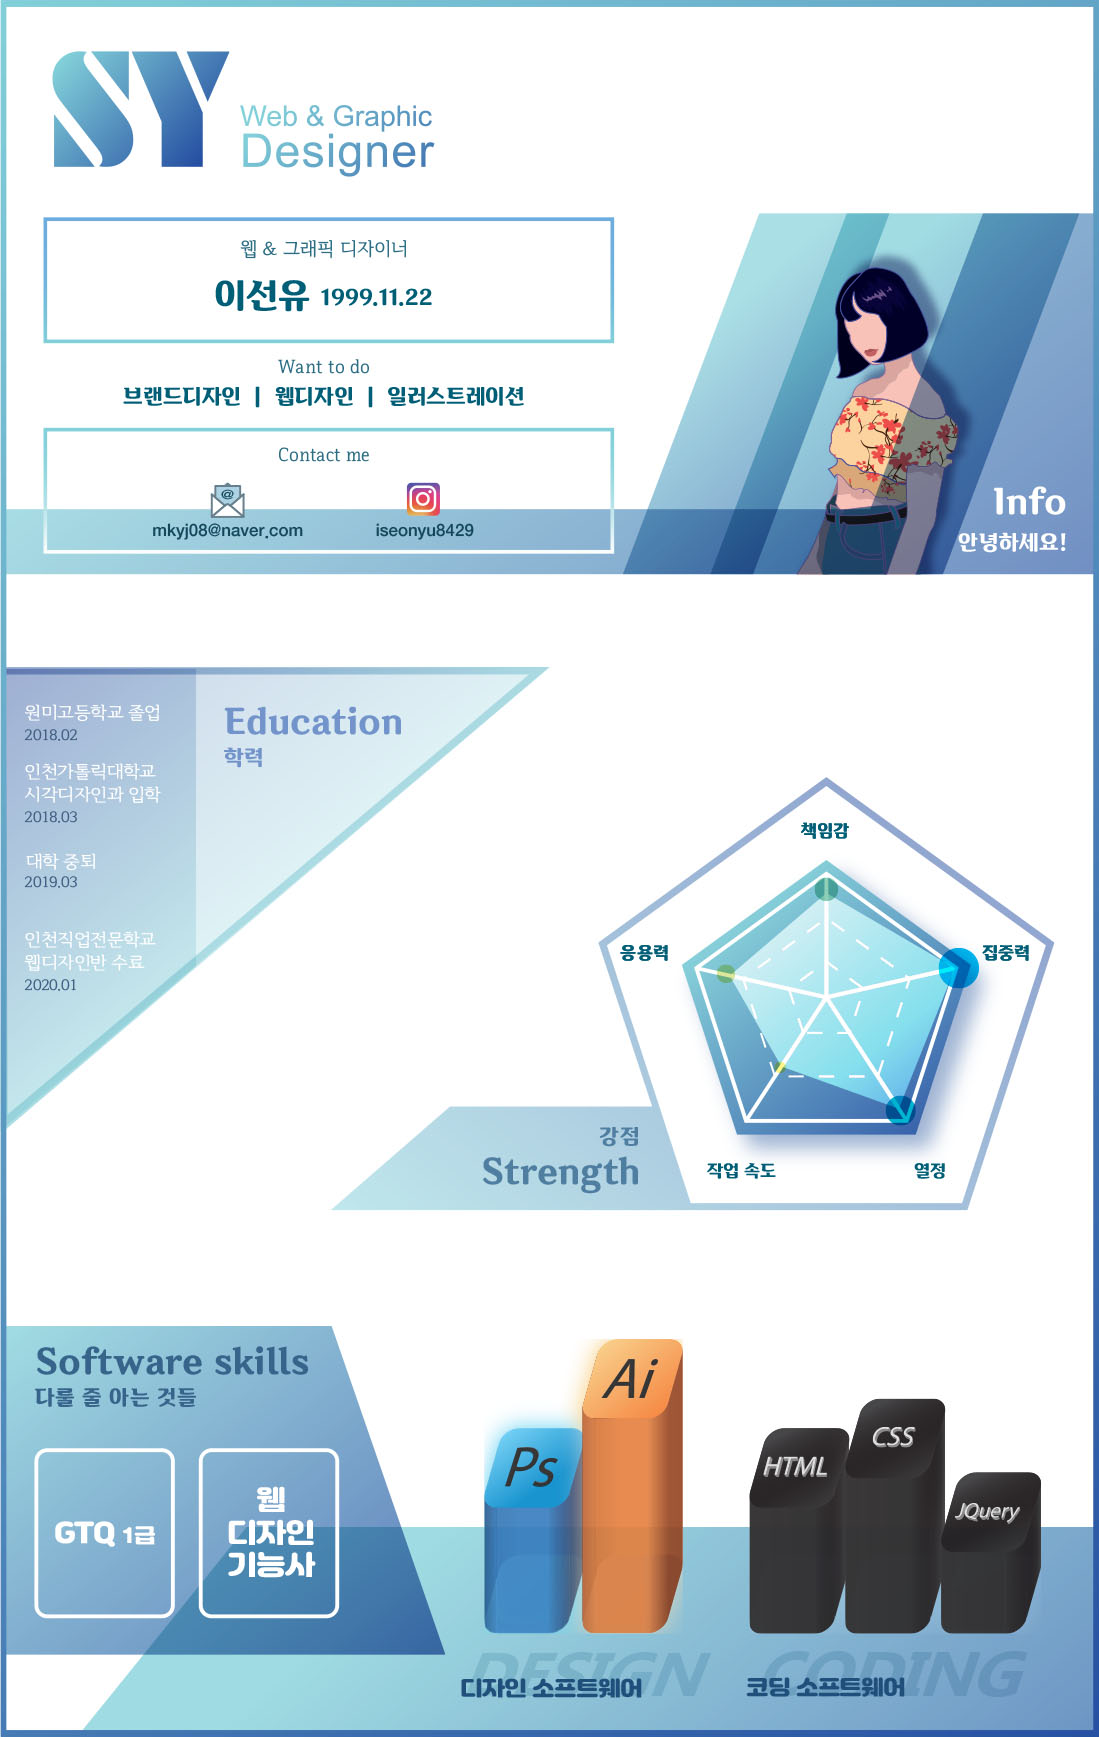 SY
Web & Graphic
Designer
웹 & 그래픽 디자이너
이선유 1999.11.22
Want to do
브랜드디자인 | 웹디자인 | 일러스트레이션
Contact me
@
mkyj08@naver.com
iseonyu8429
Info
안녕하세요!
원미고등학교 졸업
2018.02
인천가톨릭대학교
시각디자인과 입학
2018.03
대학 중퇴
2019.03
인천직업전문학교
웹디자인반 수료
2020.01
Education
학력
책임감
응용력
집중력
작업 속도
열정
강점
Strength
Software skills
다룰 줄 아는 것들
GTQ 1급
웹
디자인
기능사
Ps
Ai
HTML
CSS
JQuery
DESIGN
디자인 소프트웨어
CODING
코딩 소프트웨어